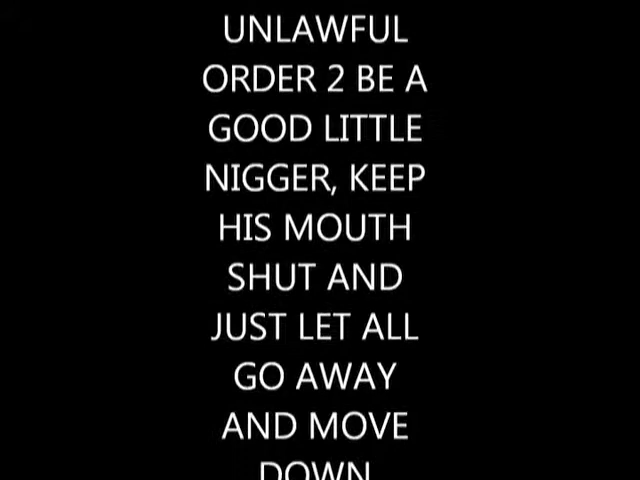 UNLAWFUL
ORDER 2 BE A
GOOD LITTLE
NIGGER, KEEP
HIS MOUTH
SHUT AND
JUST LET ALL
GO AWAY
AND MOVE
DOWN